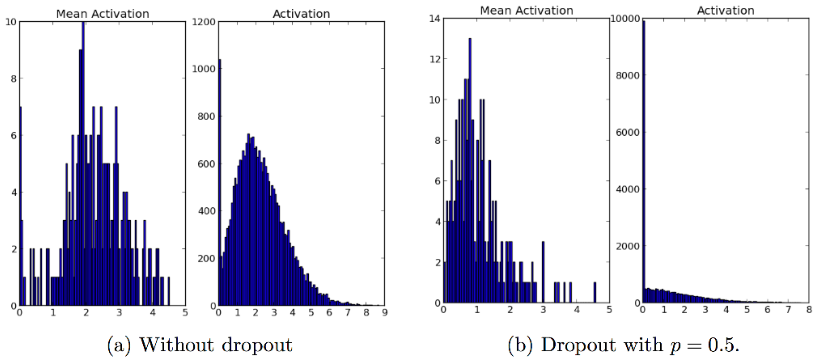 Mean Activation
10
8
6
4
2
0
0 1 2 3 4 5
Activation
1200
1000
800
600
400
200
0
0 1 2 3 4 5 6 7 8 9
(a) Without dropout
Mean Activation
14
12
10
8
6
4
2
0
0 1 2 3 4 5
Activation
10000
8000
6000
4000
2000
0
0 1 2 3 4 5 6 7 8
(b) Dropout with p = 0.5.